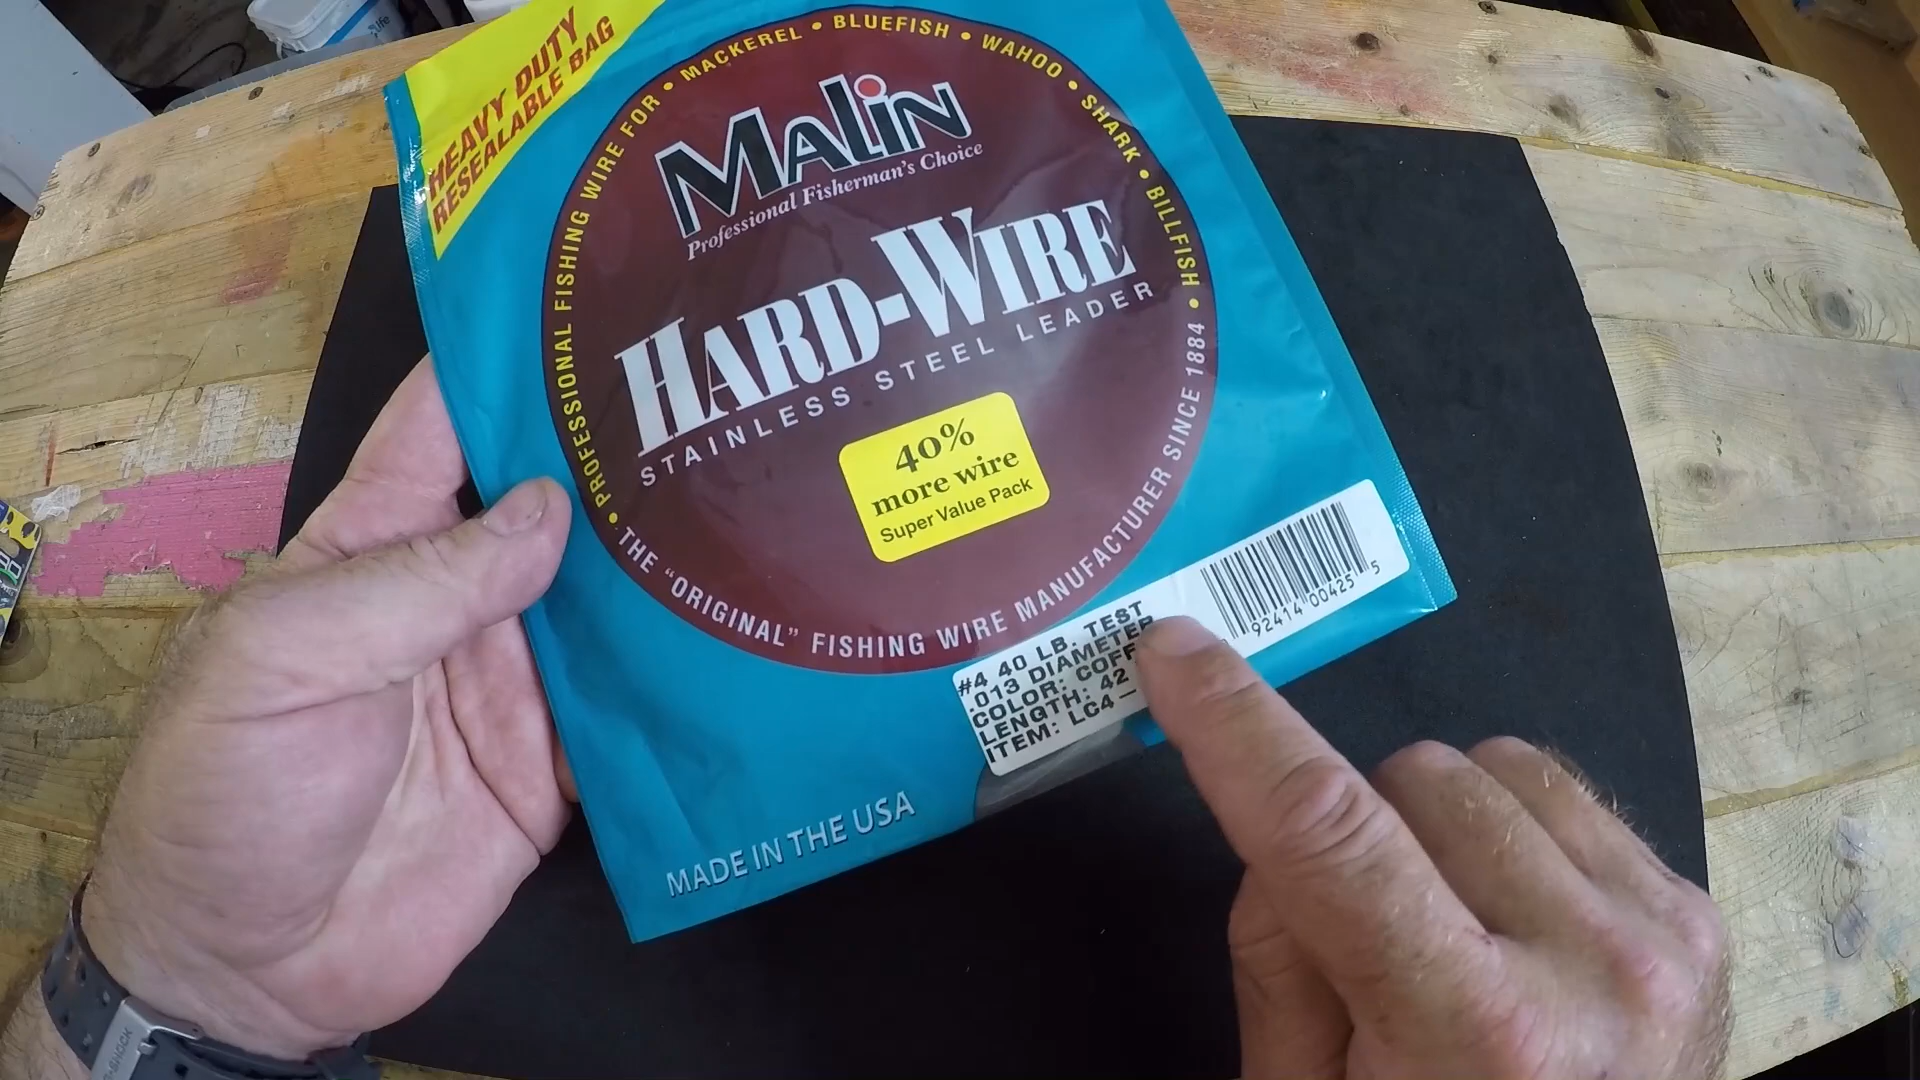 HEAVY DUTY
RESEALABLE BAG
• PROFESSIONAL FISHING WIRE FOR • MACKEREL • BLUEFISH • WAHOO • SHARK • BILLFISH •
Malin
Professional Fisherman's Choice
HARD-WIRE
STAINLESS STEEL LEADER
40%
more wire
Super Value Pack
THE "ORIGINAL" FISHING WIRE MANUFACTURER SINCE 1884
#4 40 LB. TEST
.013 DIAMETER
COLOR:
LENGTH: 42
ITEM: LC4-
92414 00425 5
MADE IN THE USA